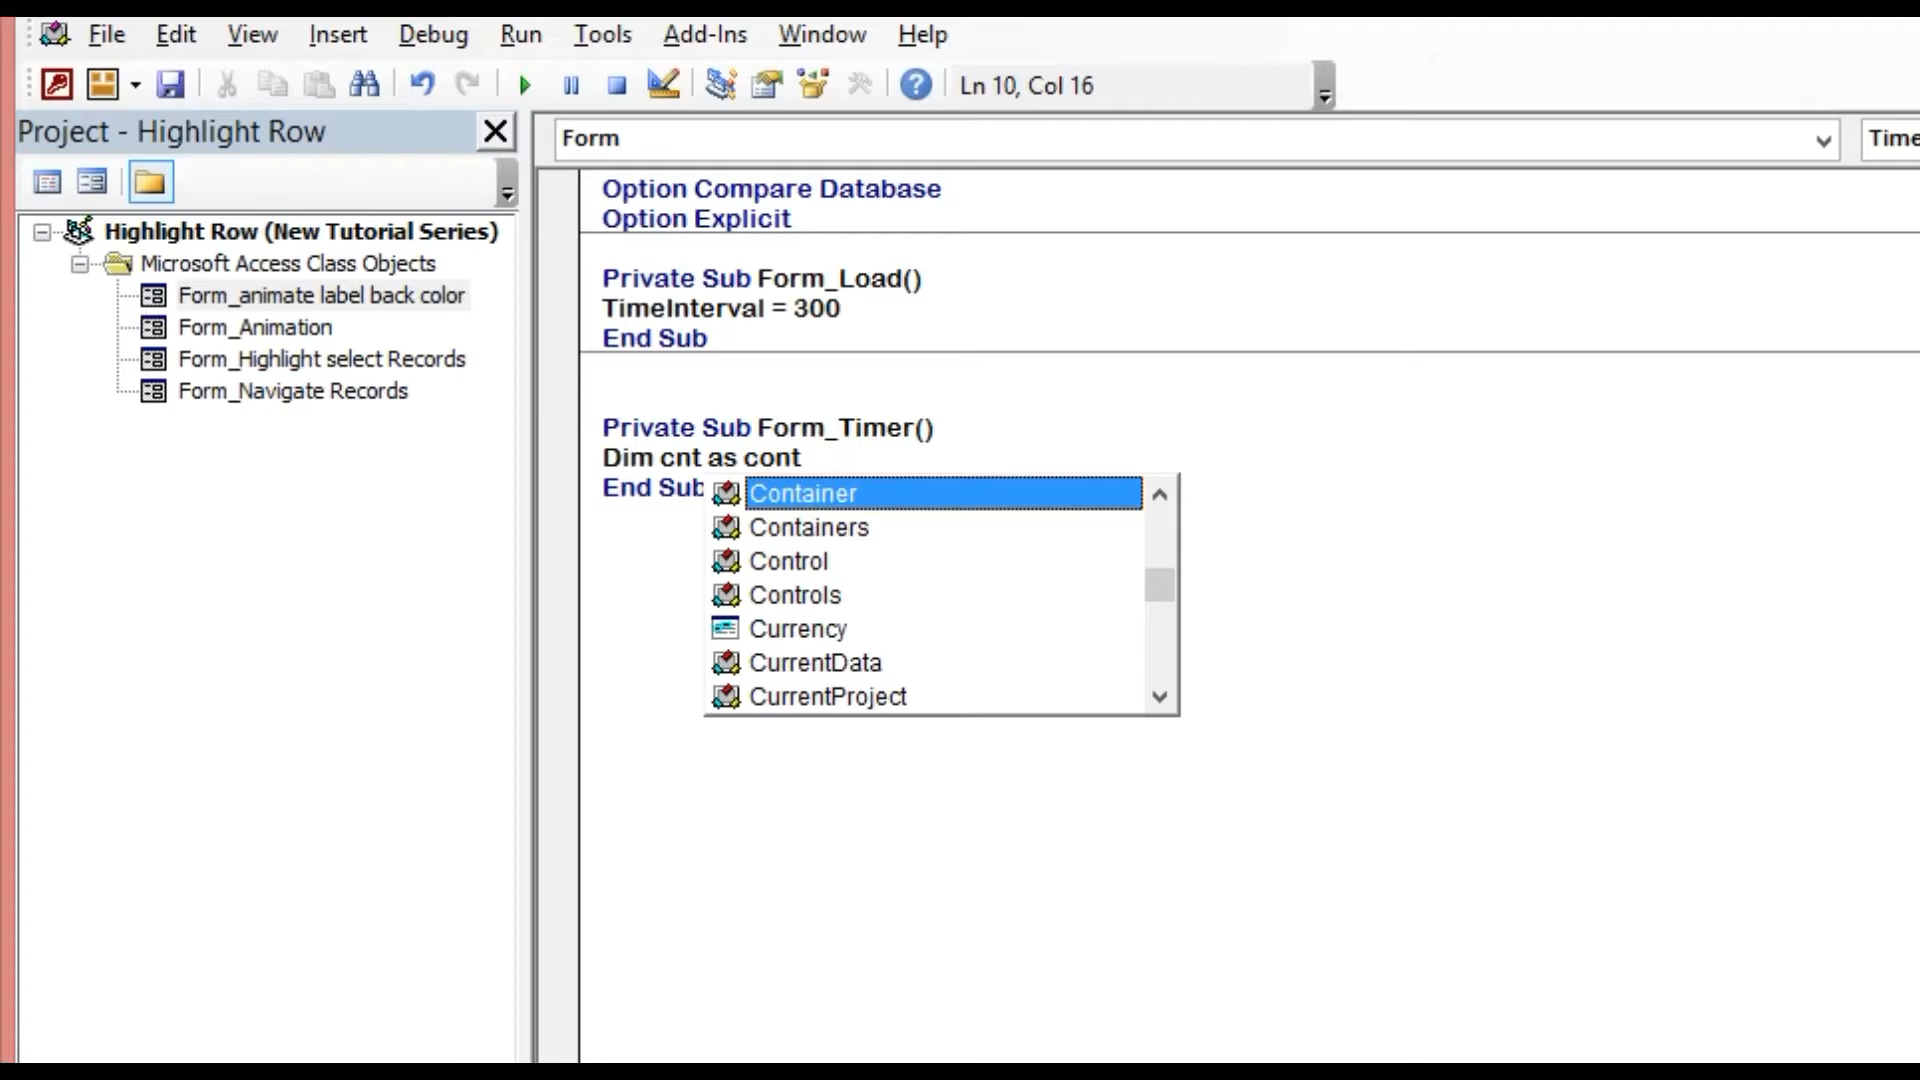 File Edit View Insert Debug Run Tools Add-Ins Window Help
Ln 10, Col 16
Project - Highlight Row
Form
Time
Highlight Row (New Tutorial Series)
Microsoft Access Class Objects
Form_animate label back color
Form_Animation
Form_Highlight select Records
Form_Navigate Records
Option Compare Database
Option Explicit
Private Sub Form_Load()
TimeInterval = 300
End Sub
Private Sub Form_Timer()
Dim cnt as cont
End Sub
Container
Containers
Control
Controls
Currency
CurrentData
CurrentProject